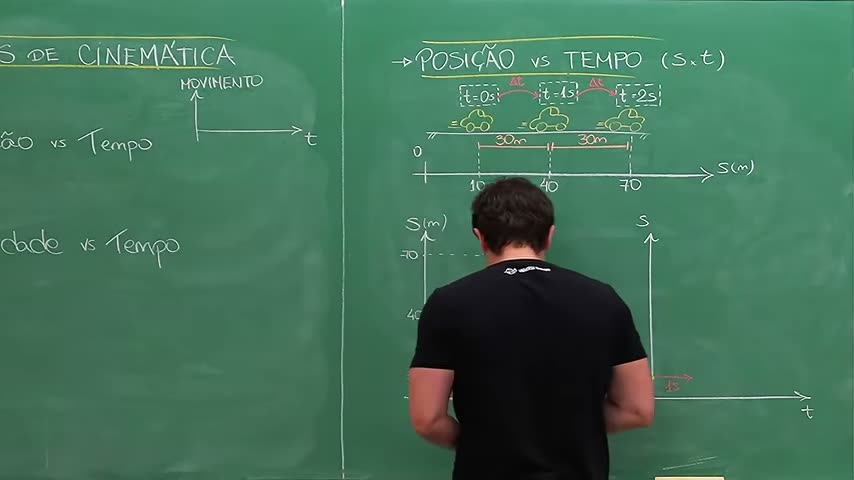 S DE CINEMÁTICA
MOVIMENTO
t
ão vs Tempo
dade vs Tempo
→ POSIÇÃO vs TEMPO (s×t)
Δt Δt
t=0s t=1s t=2s
30m 30m
0 S(m)
10 40 70
S(m)
70
40
S
1s
t